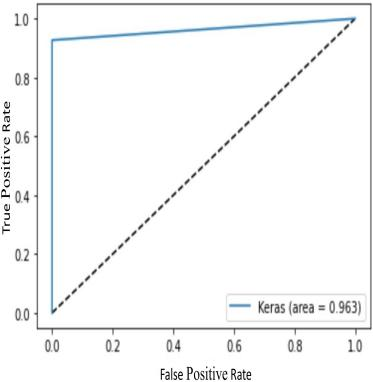 1.0
0.8
0.6
0.4
0.2
0.0
True Positive Rate
Keras (area = 0.963)
0.0 0.2 0.4 0.6 0.8 1.0
False Positive Rate